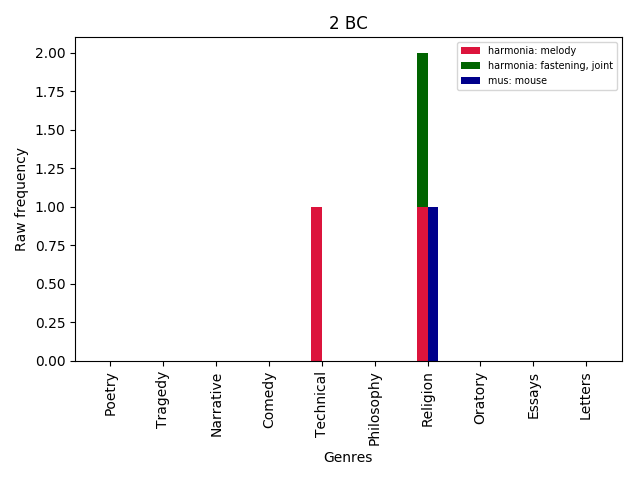 2 BC
harmonia: melody
harmonia: fastening, joint
mus: mouse
Raw frequency
2.00
1.75
1.50
1.25
1.00
0.75
0.50
0.25
0.00
Poetry
Tragedy
Narrative
Comedy
Technical
Philosophy
Religion
Oratory
Essays
Letters
Genres